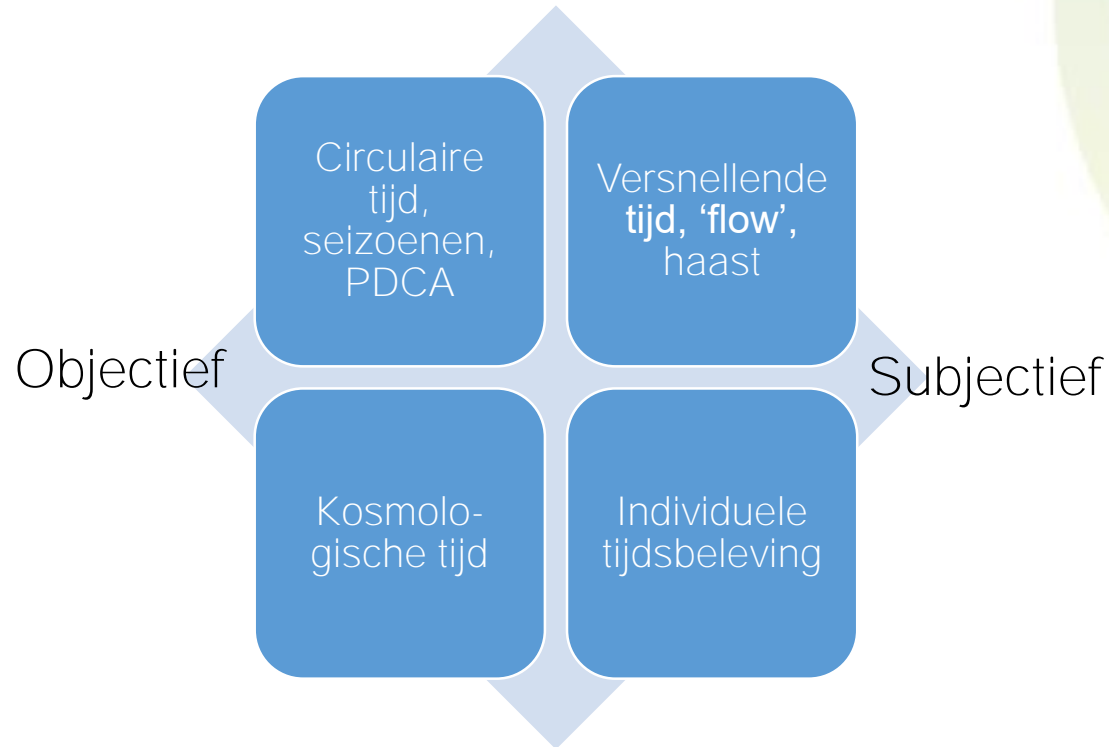 Circulaire
tijd,
seizoenen,
PDCA
Versnellende
tijd, ‘flow’,
haast
Objectief
Subjectief
Kosmolo-
gische tijd
Individuele
tijdsbeleving